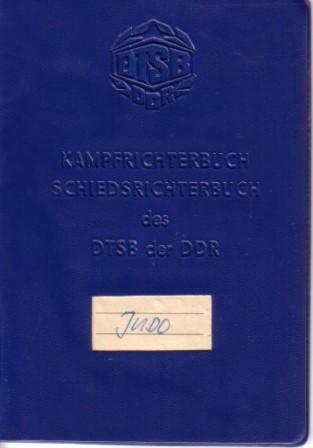 DTSB
DDR
KAMPFRICHTERBUCH
SCHIEDSRICHTERBUCH
des
DTSB der DDR
JUDO